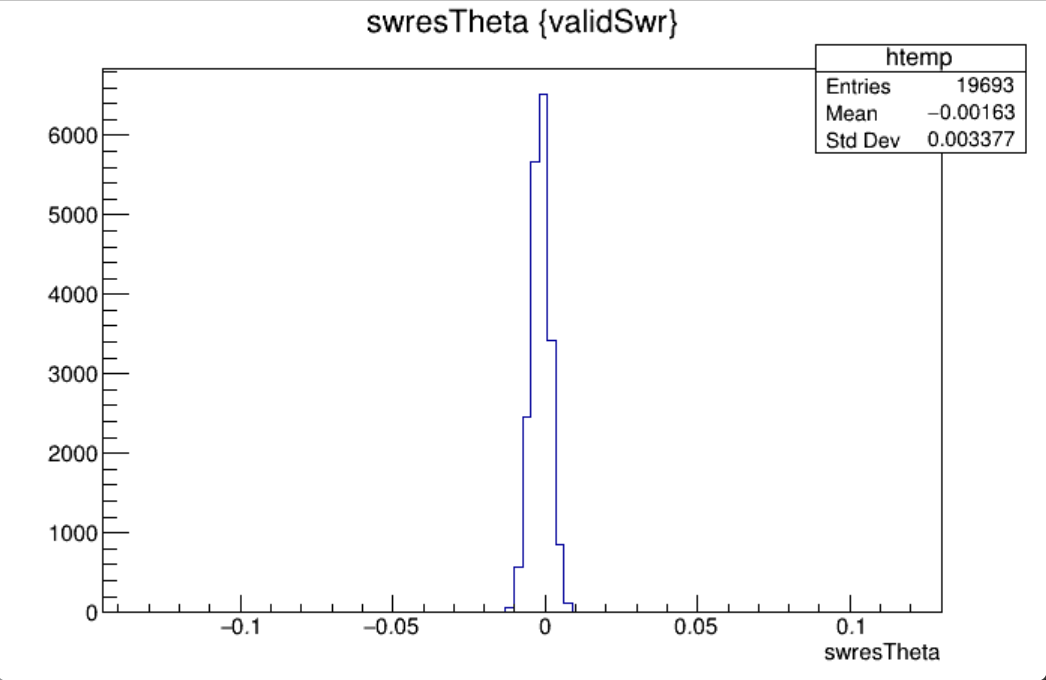 swresTheta {validSwr}
htemp
Entries 19693
Mean −0.00163
Std Dev 0.003377
6000
5000
4000
3000
2000
1000
0
−0.1 −0.05 0 0.05 0.1
swresTheta